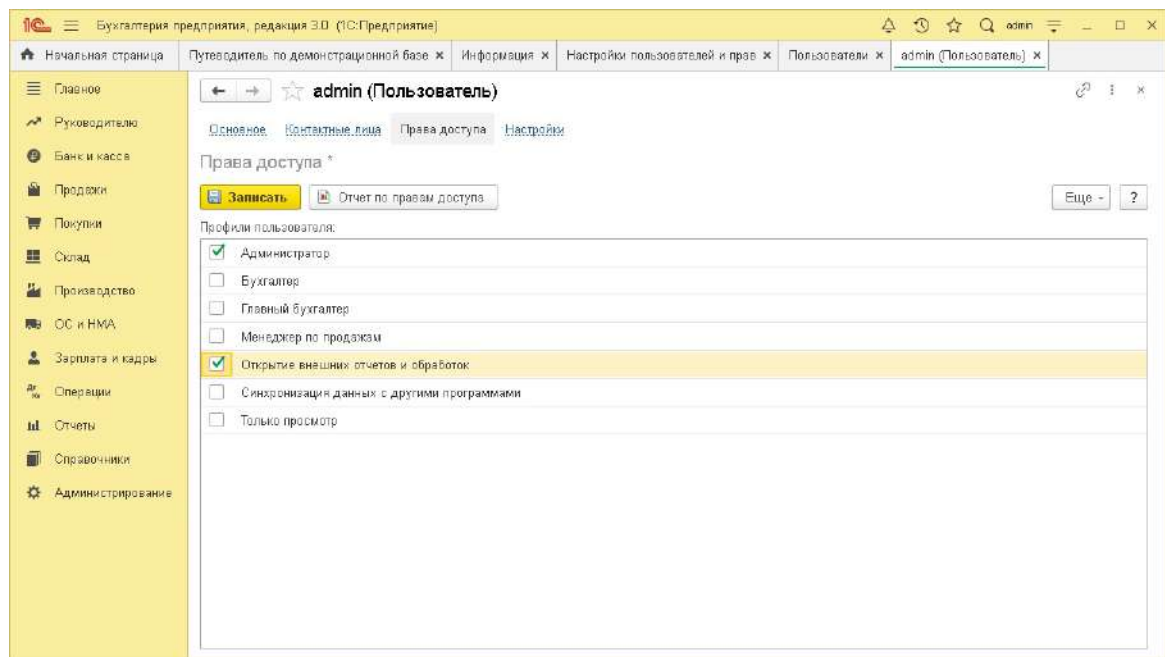 1С Бухгалтерия предприятия, редакция 3.0 (1С:Предприятие) admin
Начальная страница Путеводитель по демонстрационной базе Информация Настройки пользователей и прав Пользователи admin (Пользователь)
Главное
Руководителю
Банк и касса
Продажи
Покупки
Склад
Производство
ОС и НМА
Зарплата и кадры
Операции
Отчеты
Справочники
Администрирование
admin (Пользователь)
Основное Контактные лица Права доступа Настройки
Права доступа *
Записать Отчет по правам доступа Еще ?
Профили пользователя:
Администратор
Бухгалтер
Главный бухгалтер
Менеджер по продажам
Открытие внешних отчетов и обработок
Синхронизация данных с другими программами
Только просмотр